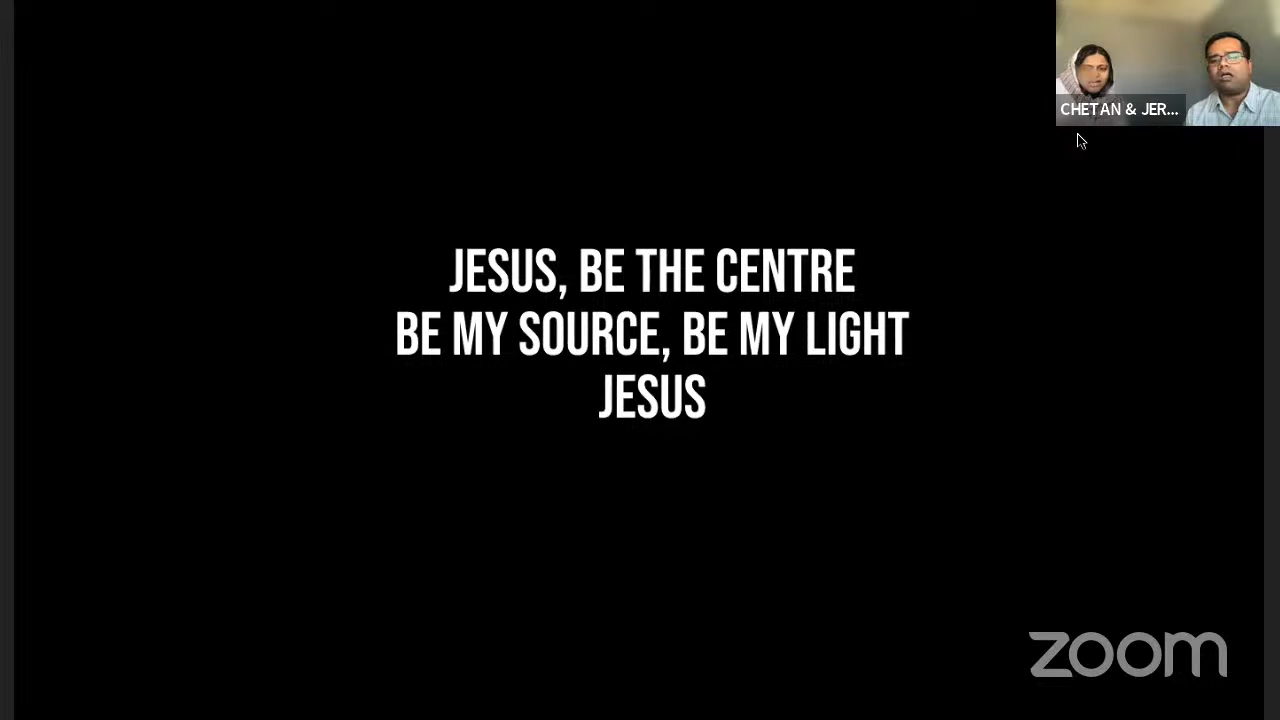 CHETAN & JER...
JESUS, BE THE CENTRE
BE MY SOURCE, BE MY LIGHT
JESUS
zoom